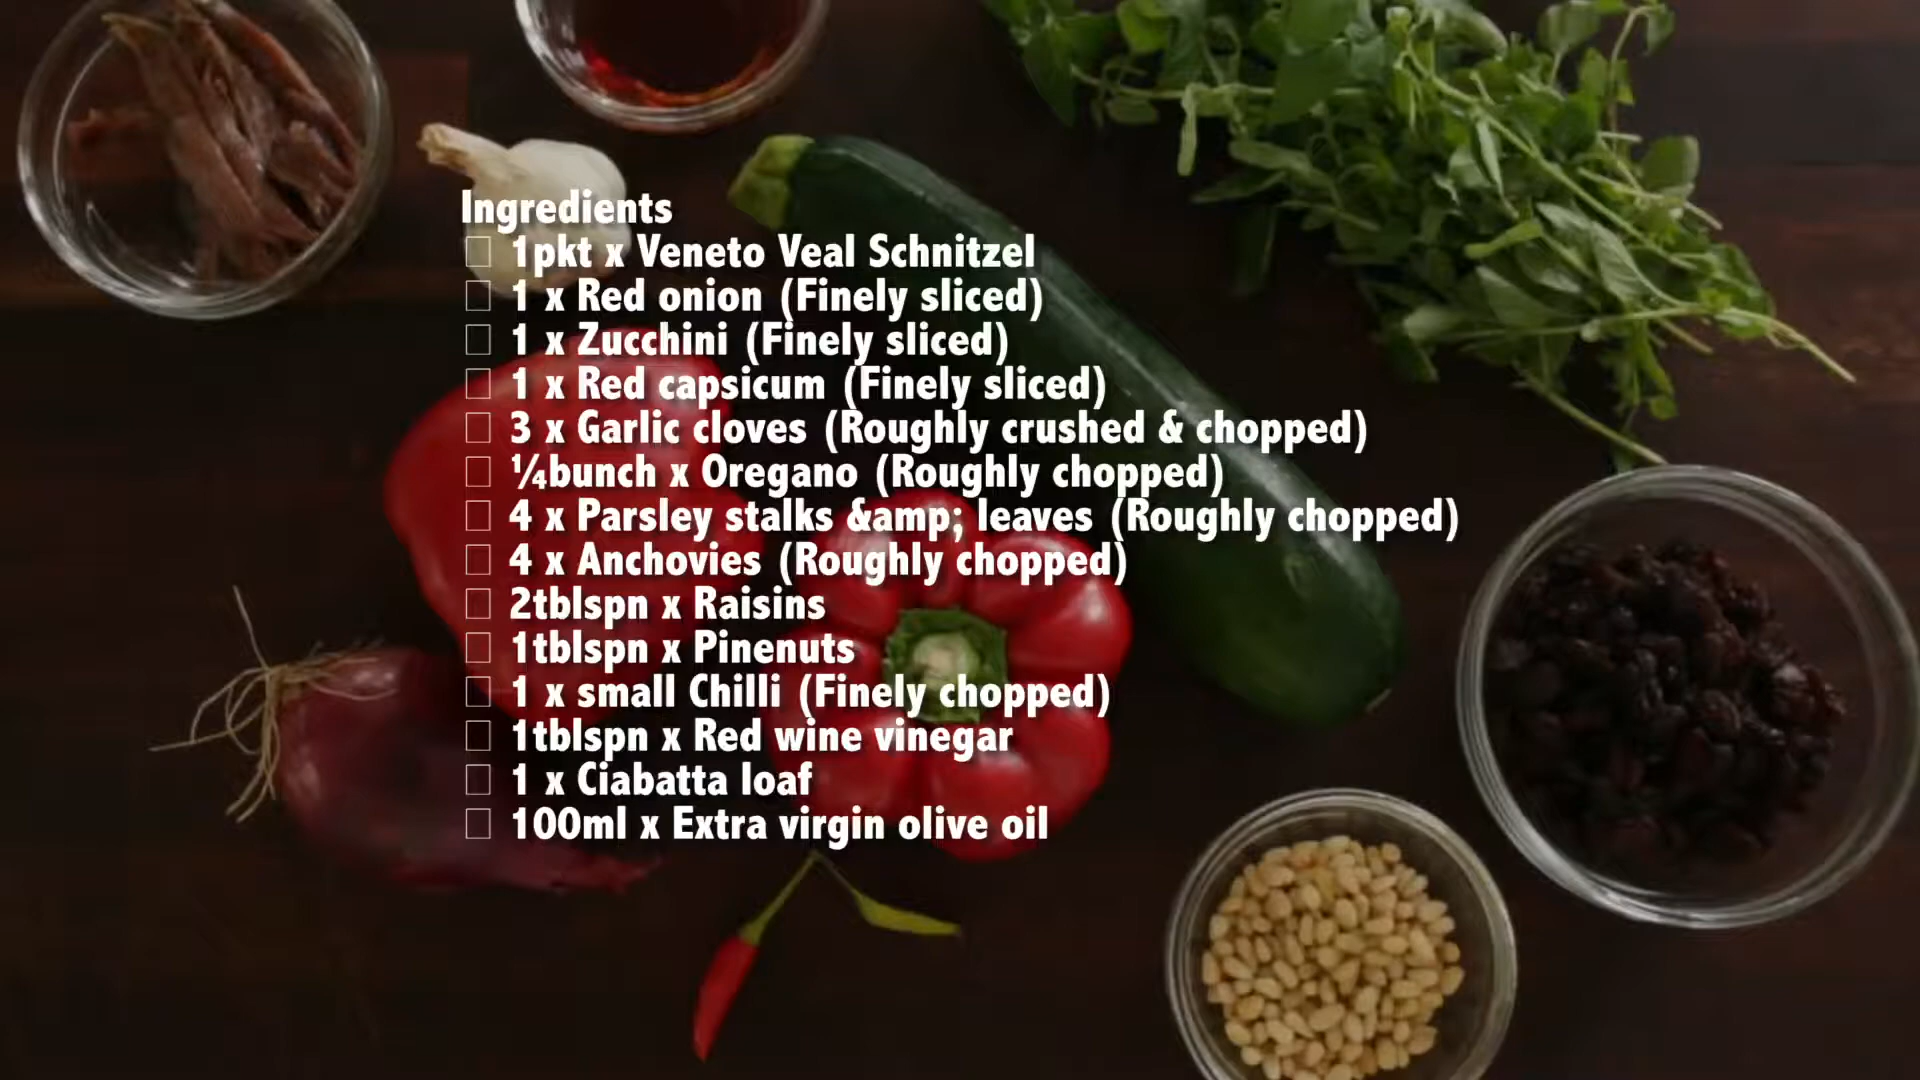 Ingredients
□ 1pkt x Veneto Veal Schnitzel
□ 1 x Red onion (Finely sliced)
□ 1 x Zucchini (Finely sliced)
□ 1 x Red capsicum (Finely sliced)
□ 3 x Garlic cloves (Roughly crushed & chopped)
□ ¼bunch x Oregano (Roughly chopped)
□ 4 x Parsley stalks &amp; leaves (Roughly chopped)
□ 4 x Anchovies (Roughly chopped)
□ 2tblspn x Raisins
□ 1tblspn x Pinenuts
□ 1 x small Chilli (Finely chopped)
□ 1tblspn x Red wine vinegar
□ 1 x Ciabatta loaf
□ 100ml x Extra virgin olive oil